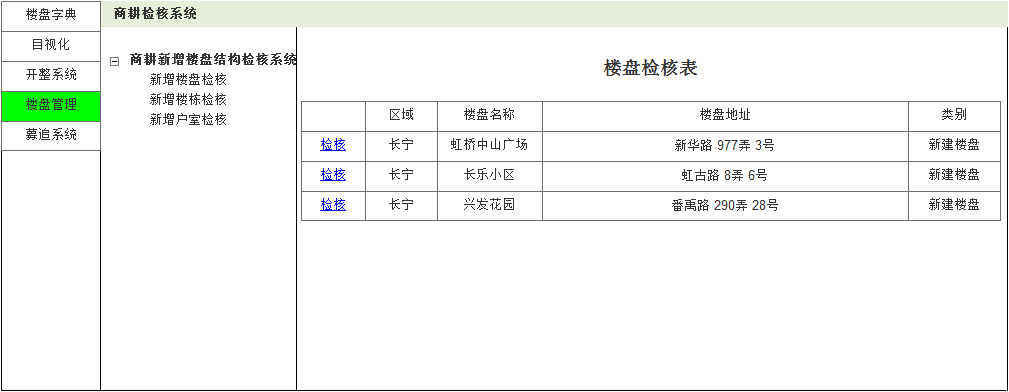 楼盘字典
目视化
开整系统
楼盘管理
募追系统
商耕检核系统
商耕新增楼盘结构检核系统
新增楼盘检核
新增楼栋检核
新增户室检核
楼盘检核表
区域 楼盘名称 楼盘地址 类别
检核 长宁 虹桥中山广场 新华路 977弄 3号 新建楼盘
检核 长宁 长乐小区 虹古路 8弄 6号 新建楼盘
检核 长宁 兴发花园 番禺路 290弄 28号 新建楼盘